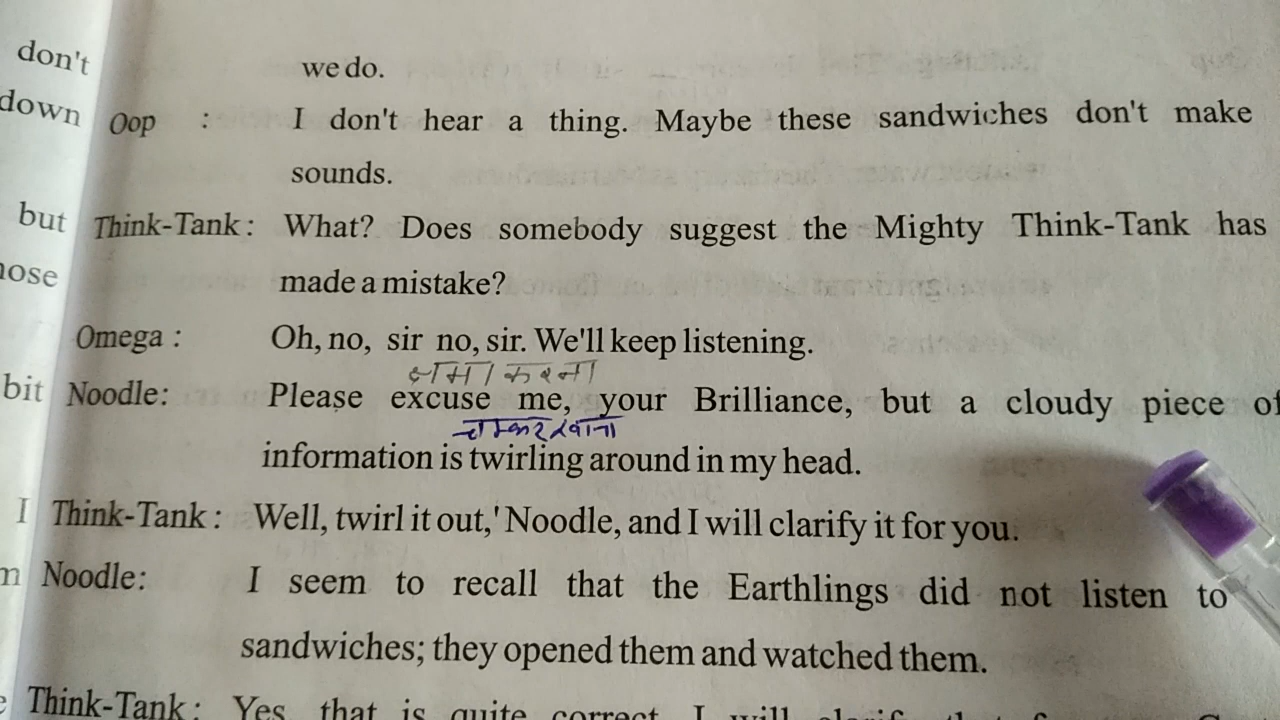 don't
we do.
down
Oop : I don't hear a thing. Maybe these sandwiches don't make
sounds.
but
Think-Tank : What? Does somebody suggest the Mighty Think-Tank has
made a mistake?
Omega : Oh, no, sir no, sir. We'll keep listening.
क्षमा करना
bit
Noodle: Please excuse me, your Brilliance, but a cloudy piece of
information is twirling around in my head.
I
Think-Tank : Well, twirl it out,' Noodle, and I will clarify it for you.
Noodle: I seem to recall that the Earthlings did not listen to
sandwiches; they opened them and watched them.
Think-Tank : Yes that is quite correct. I will